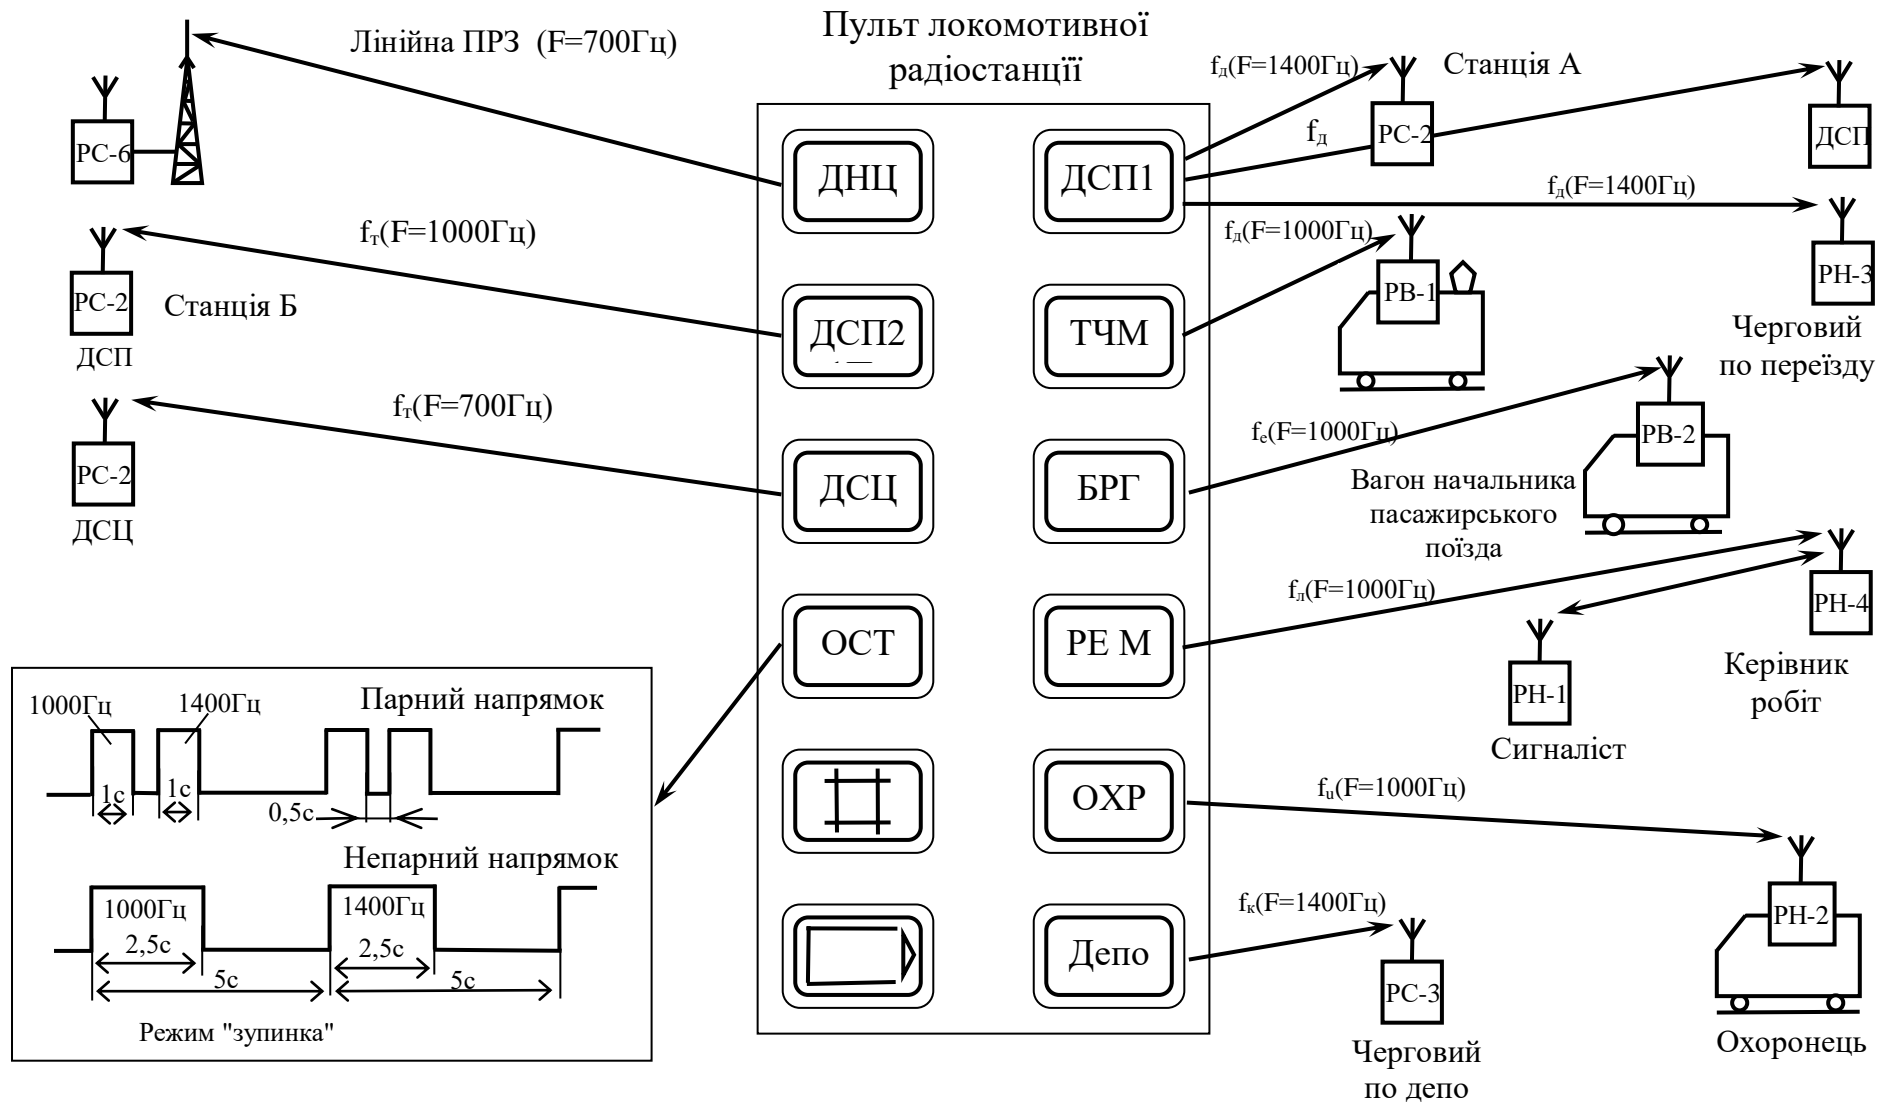 Пульт локомотивної
радіостанції
Лінійна ПРЗ (F=700Гц)
РС-6
fт(F=1000Гц)
РС-2
Станція Б
ДСП
fт(F=700Гц)
РС-2
ДСЦ
ДНЦ
ДСП1
ДСП2
ТЧМ
ДСЦ
БРГ
ОСТ
РЕ М
ОХР
Депо
fд(F=1400Гц)
Станція А
fд
РС-2
ДСП
fд(F=1400Гц)
fд(F=1000Гц)
РВ-1
РН-3
Черговий
по переїзду
fе(F=1000Гц)
РВ-2
Вагон начальника
пасажирського
поїзда
fл(F=1000Гц)
РН-4
РН-1
Керівник
робіт
Сигналіст
fu(F=1000Гц)
РН-2
Охоронець
fк(F=1400Гц)
РС-3
Черговий
по депо
Парний напрямок
1000Гц
1400Гц
1с
1с
0,5с
Непарний напрямок
1000Гц
1400Гц
2,5с
2,5с
5с
5с
Режим "зупинка"